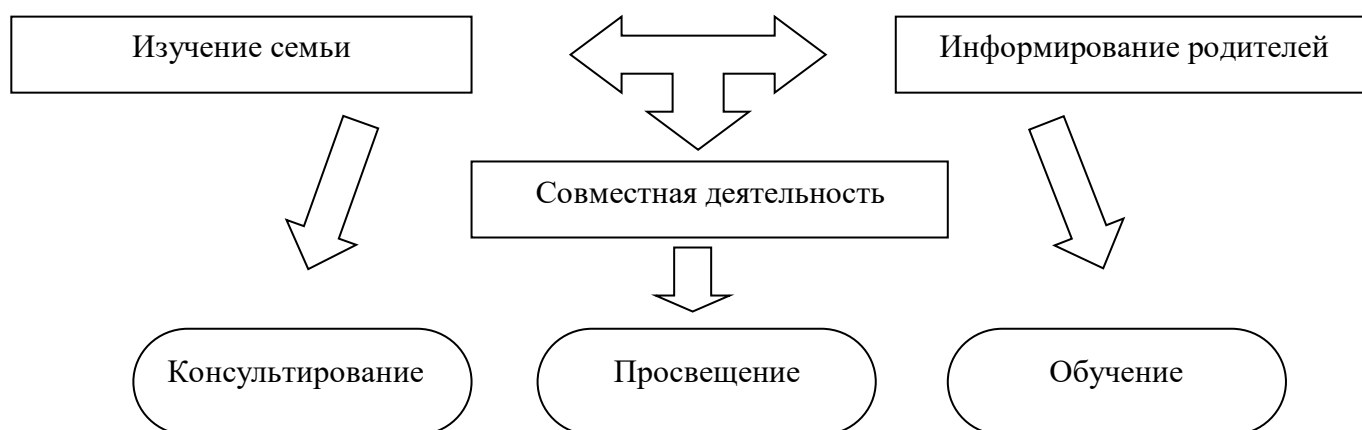 Изучение семьи
Информирование родителей
Совместная деятельность
Консультирование
Просвещение
Обучение